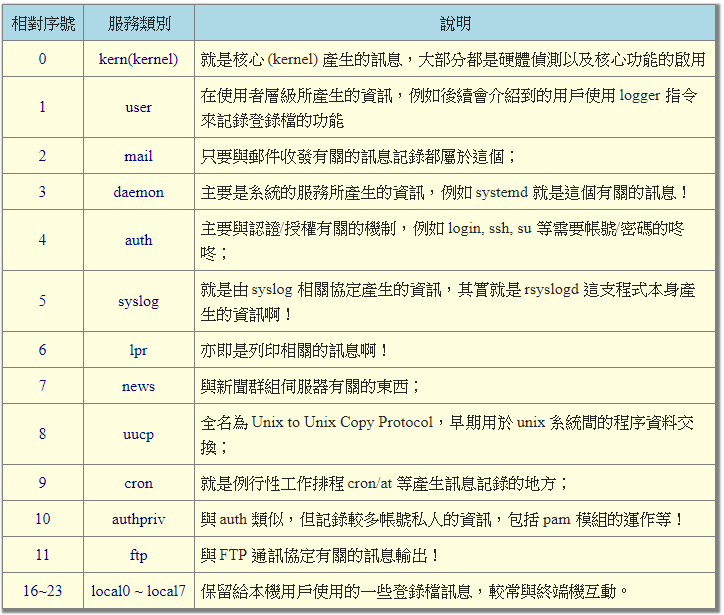 相對序號 服務類別 說明
0 kern(kernel) 就是核心 (kernel) 產生的訊息，大部分都是硬體偵測以及核心功能的啟用
1 user 在使用者層級所產生的資訊，例如後續會介紹到的用戶使用 logger 指令
來記錄登錄檔的功能
2 mail 只要與郵件收發有關的訊息記錄都屬於這個；
3 daemon 主要是系統的服務所產生的資訊，例如 systemd 就是這個有關的訊息！
4 auth 主要與認證/授權有關的機制，例如 login, ssh, su 等需要帳號/密碼的咚
咚；
5 syslog 就是由 syslog 相關協定產生的資訊，其實就是 rsyslogd 這支程式本身產
生的資訊啊！
6 lpr 亦即是列印相關的訊息啊！
7 news 與新聞群組伺服器有關的東西；
8 uucp 全名為 Unix to Unix Copy Protocol，早期用於 unix 系統間的程序資料交
換；
9 cron 就是例行性工作排程 cron/at 等產生訊息記錄的地方；
10 authpriv 與 auth 類似，但記錄較多帳號私人的資訊，包括 pam 模組的運作等！
11 ftp 與 FTP 通訊協定有關的訊息輸出！
16~23 local0 ~ local7 保留給本機用戶使用的一些登錄檔訊息，較常與終端機互動。